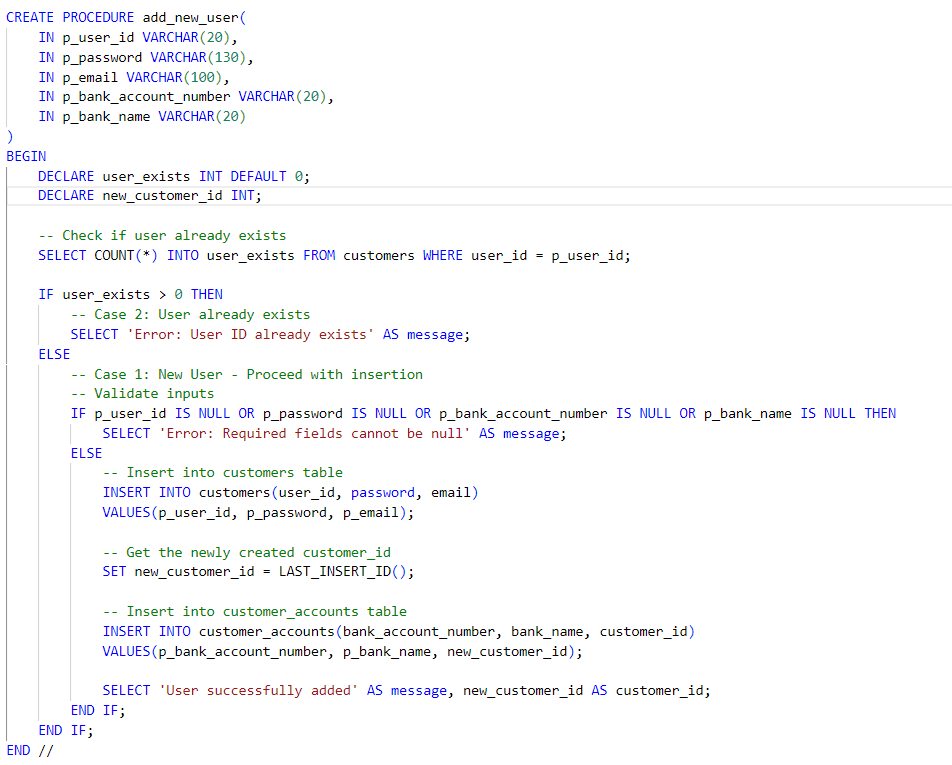 CREATE PROCEDURE add_new_user(
    IN p_user_id VARCHAR(20),
    IN p_password VARCHAR(130),
    IN p_email VARCHAR(100),
    IN p_bank_account_number VARCHAR(20),
    IN p_bank_name VARCHAR(20)
)
BEGIN
    DECLARE user_exists INT DEFAULT 0;
    DECLARE new_customer_id INT;

    -- Check if user already exists
    SELECT COUNT(*) INTO user_exists FROM customers WHERE user_id = p_user_id;

    IF user_exists > 0 THEN
        -- Case 2: User already exists
        SELECT 'Error: User ID already exists' AS message;
    ELSE
        -- Case 1: New User - Proceed with insertion
        -- Validate inputs
        IF p_user_id IS NULL OR p_password IS NULL OR p_bank_account_number IS NULL OR p_bank_name IS NULL THEN
            SELECT 'Error: Required fields cannot be null' AS message;
        ELSE
            -- Insert into customers table
            INSERT INTO customers(user_id, password, email)
            VALUES(p_user_id, p_password, p_email);

            -- Get the newly created customer_id
            SET new_customer_id = LAST_INSERT_ID();

            -- Insert into customer_accounts table
            INSERT INTO customer_accounts(bank_account_number, bank_name, customer_id)
            VALUES(p_bank_account_number, p_bank_name, new_customer_id);

            SELECT 'User successfully added' AS message, new_customer_id AS customer_id;
        END IF;
    END IF;
END //